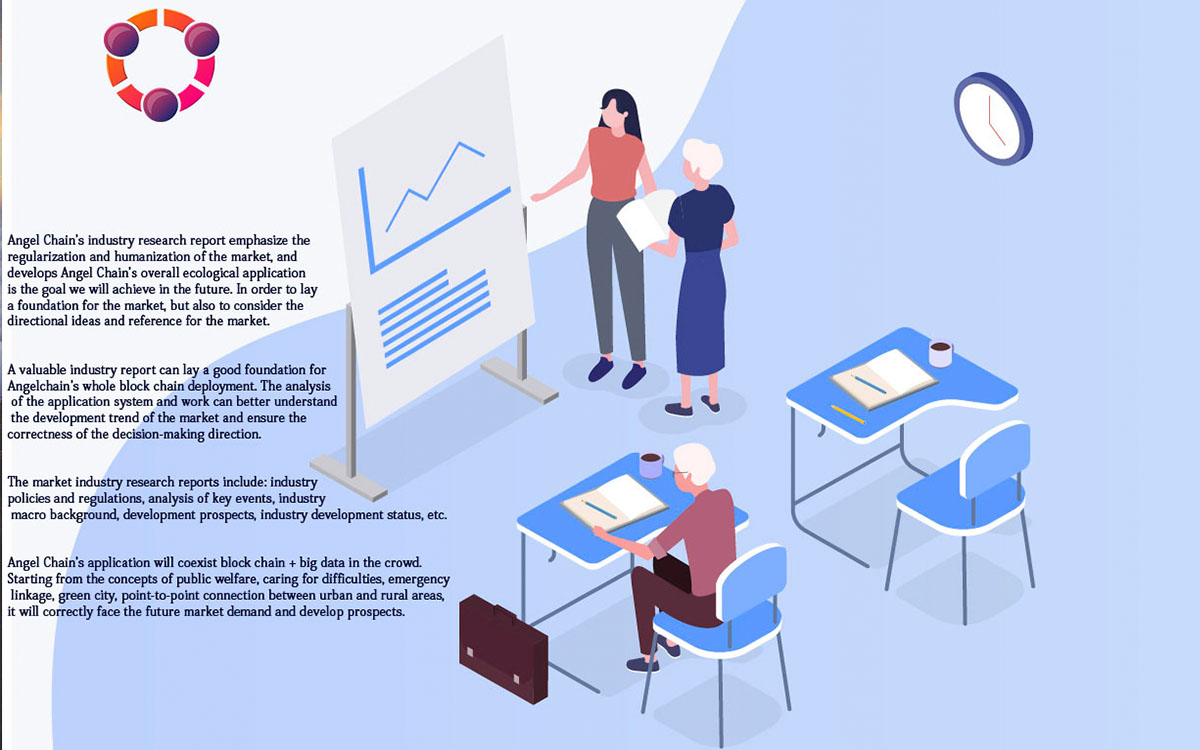 Angel Chain's industry research report emphasize the
regularization and humanization of the market, and
develops Angel Chain's overall ecological application
is the goal we will achieve in the future. In order to lay
a foundation for the market, but also to consider the
directional ideas and reference for the market.
A valuable industry report can lay a good foundation for
Angelchain's whole block chain deployment. The analysis
of the application system and work can better understand
the development trend of the market and ensure the
correctness of the decision-making direction.
The market industry research reports include: industry
policies and regulations, analysis of key events, industry
macro background, development prospects, industry development status, etc.
Angel Chain's application will coexist block chain + big data in the crowd.
Starting from the concepts of public welfare, caring for difficulties, emergency
linkage, green city, point-to-point connection between urban and rural areas,
it will correctly face the future market demand and develop prospects.